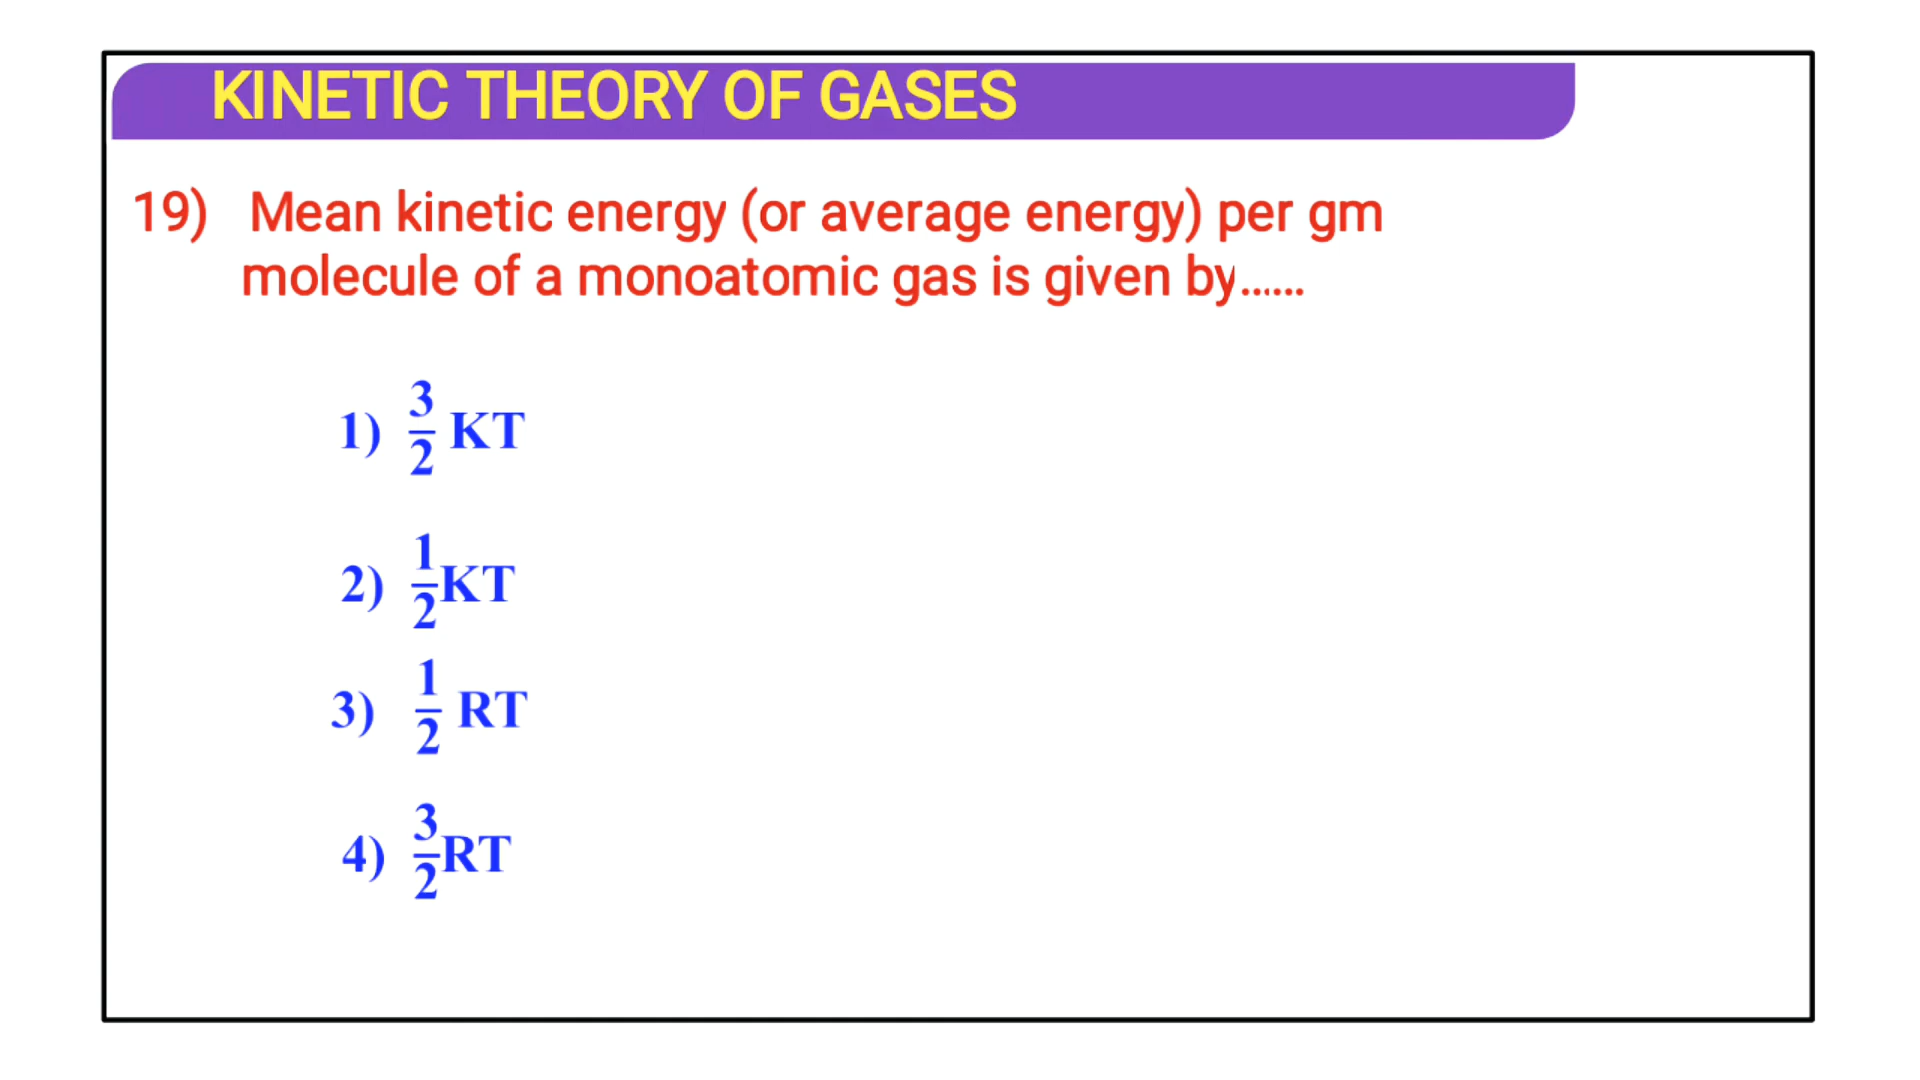 KINETIC THEORY OF GASES
19) Mean kinetic energy (or average energy) per gm
molecule of a monoatomic gas is given by......
1) 3/2 KT
2) 1/2 KT
3) 1/2 RT
4) 3/2 RT